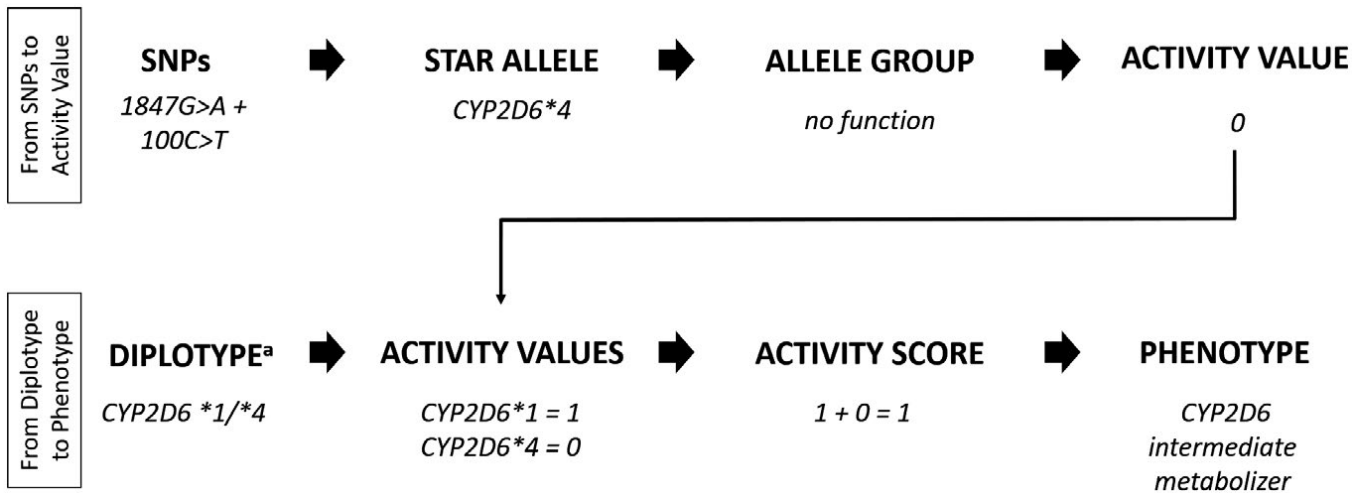 From SNPs to
Activity Value
SNPs
1847G>A +
100C>T
STAR ALLELE
CYP2D6*4
ALLELE GROUP
no function
ACTIVITY VALUE
0
From Diplotype
to Phenotype
DIPLOTYPEᵃ
CYP2D6 *1/*4
ACTIVITY VALUES
CYP2D6*1 = 1
CYP2D6*4 = 0
ACTIVITY SCORE
1 + 0 = 1
PHENOTYPE
CYP2D6
intermediate
metabolizer